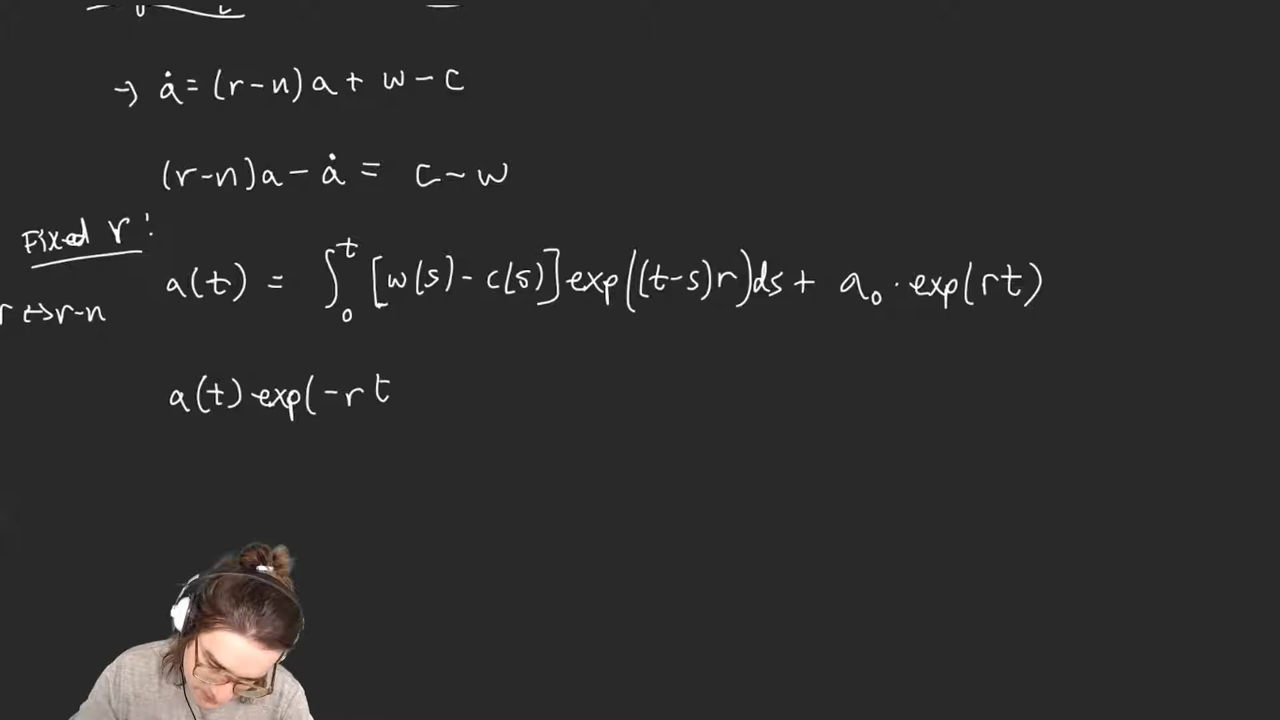 → ȧ = (r-n)a + w - c
(r-n)a - ȧ = c - w
Fixed r:
a(t) = ∫₀ᵗ [w(s) - c(s)] exp((t-s)r)ds + a₀ · exp(rt)
r ↔ r-n
a(t) · exp(-rt